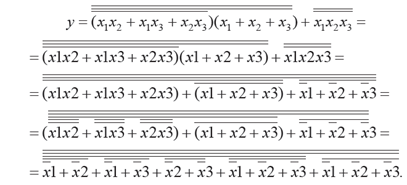 y = (x₁x₂ + x₁x₃ + x₂x₃)(x₁ + x₂ + x₃) + x₁x₂x₃ =
= (x1x2 + x1x3 + x2x3)(x1 + x2 + x3) + x1x2x3 =
= (x1x2 + x1x3 + x2x3) + (x1 + x2 + x3) + x1 + x2 + x3 =
= (x1x2 + x1x3 + x2x3) + (x1 + x2 + x3) + x1 + x2 + x3 =
= x1 + x2 + x1 + x3 + x2 + x3 + x1 + x2 + x3 + x1 + x2 + x3.